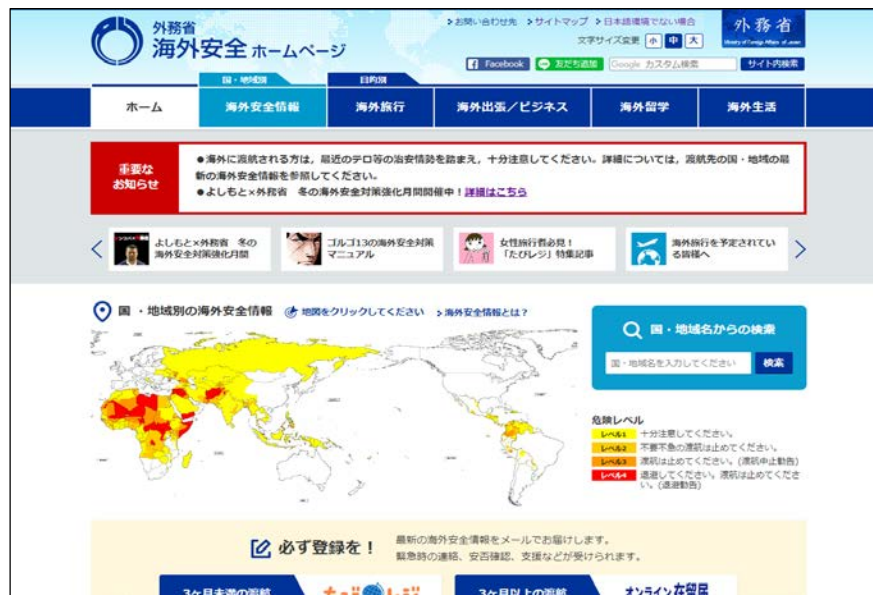 外務省
海外安全 ホームページ
お問い合わせ先 サイトマップ 日本語環境でない場合
文字サイズ変更 小 中 大
外務省
Ministry of Foreign Affairs of Japan
Facebook 友だち追加 Google カスタム検索 サイト内検索
国・地域別 目的別
ホーム 海外安全情報 海外旅行 海外出張／ビジネス 海外留学 海外生活
重要な
お知らせ
●海外に渡航される方は，最近のテロ等の治安情勢を踏まえ，十分注意してください。詳細については，渡航先の国・地域の最
新の海外安全情報を参照してください。
●よしもと×外務省　冬の海外安全対策強化月間開催中！詳細はこちら
よしもと×外務省　冬の
海外安全対策強化月間
ゴルゴ13の海外安全対策
マニュアル
女性旅行者必見！
「たびレジ」特集記事
海外旅行を予定されてい
る皆様へ
国・地域別の海外安全情報 地図をクリックしてください 海外安全情報とは？
国・地域名からの検索
国・地域名を入力してください 検索
危険レベル
レベル1 十分注意してください。
レベル2 不要不急の渡航は止めてください。
レベル3 渡航は止めてください。(渡航中止勧告)
レベル4 退避してください。渡航は止めてくださ
い。(退避勧告)
必ず登録を！
最新の海外安全情報をメールでお届けします。
緊急時の連絡、安否確認、支援などが受けられます。
3ヶ月未満の渡航 たびレジ 3ヶ月以上の渡航 オンライン在留届